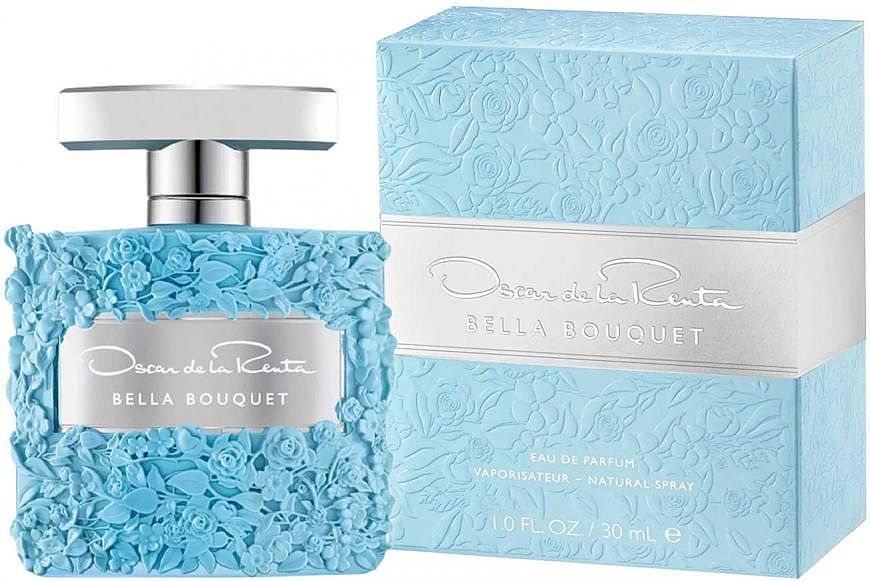 Oscar de la Renta
BELLA BOUQUET
Oscar de la Renta
BELLA BOUQUET
EAU DE PARFUM
VAPORISATEUR – NATURAL SPRAY
1.0 FL. OZ. / 30 mL ℮